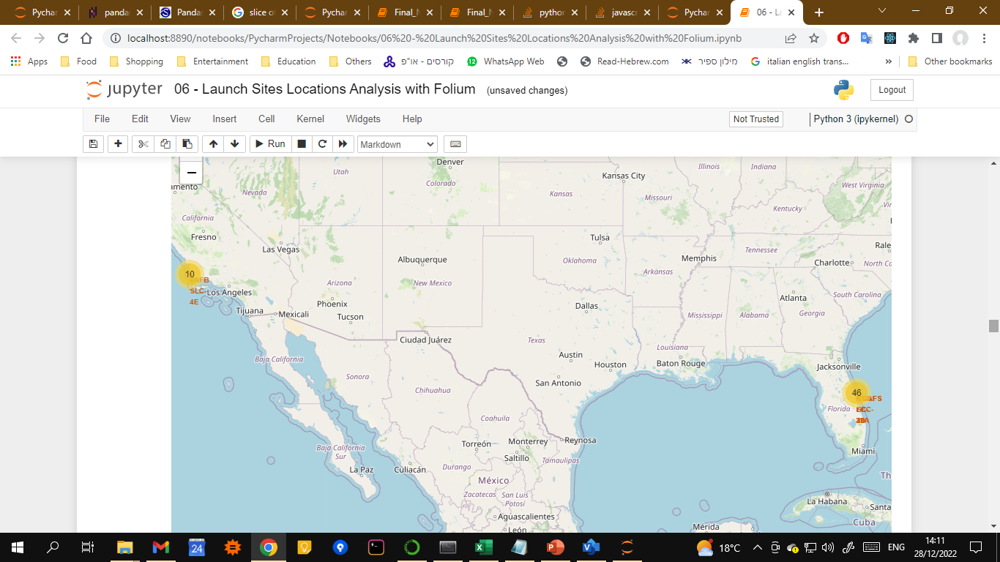 Pychar
panda
Panda
slice o
Pychar
Final_N
Final_N
python
javasc
Pychar
06 - La
localhost:8890/notebooks/PycharmProjects/Notebooks/06%20-%20Launch%20Sites%20Locations%20Analysis%20with%20Folium.ipynb
Apps Food Shopping Entertainment Education Others קורסים - או"פ WhatsApp Web Read-Hebrew.com מילון ספיר italian english trans... » Other bookmarks
jupyter 06 - Launch Sites Locations Analysis with Folium (unsaved changes) Logout
File Edit View Insert Cell Kernel Widgets Help Not Trusted Python 3 (ipykernel)
Run Markdown
−
Denver
Utah
Illinois
Indiana
Kansas City
amento
Nevada
Colorado
Kansas
Missouri
West Virginia
Kentucky
Vir
California
Fresno
Las Vegas
Tulsa
Rale
Albuquerque
Oklahoma
Memphis
Tennessee
Charlotte
North Ca
10
VAFB
SLC-
4E
Los Angeles
Arizona
New Mexico
Arkansas
Phoenix
Tucson
Tijuana
Mexicali
Dallas
Atlanta
South Carolina
Mississippi
Alabama
Georgia
Ciudad Juárez
Texas
Louisiana
Baja California
Austin
Houston
Baton Rouge
Jacksonville
Sonora
Chihuahua
San Antonio
46
Florida
Coahuila
Baja California
Sur
Torreón
Monterrey
Reynosa
Saltillo
Tamaulipas
Miami
La Paz
Culiacán
Durango
México
Th
Zacatecas
San Luis
Potosí
La Habana
Santa
Aguascalientes
León
Mérida
Cuba
24
18°C
ENG
14:11
28/12/2022